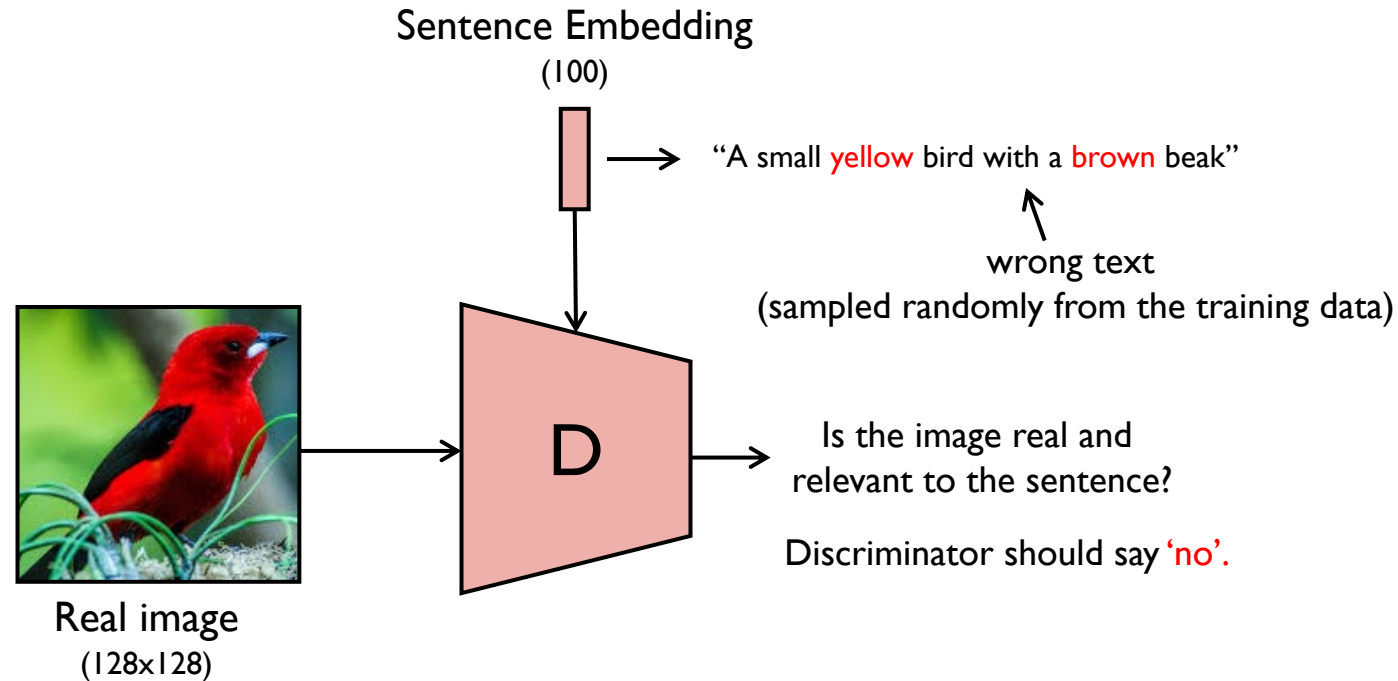 Sentence Embedding
(100)
“A small yellow bird with a brown beak”
wrong text
(sampled randomly from the training data)
D
Is the image real and
relevant to the sentence?
Discriminator should say ‘no’.
Real image
(128x128)